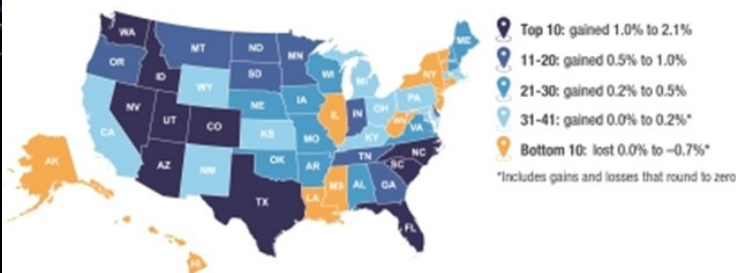 WA
ME
MT
ND
MN
OR
ID
SD
WI
NY
WY
MI
IA
PA
NE
NV
IL
IN
OH
UT
CO
WV
CA
KS
MO
KY
VA
TN
NC
AZ
NM
OK
AR
SC
AK
MS
AL
GA
TX
LA
FL
HI
Top 10: gained 1.0% to 2.1%
11-20: gained 0.5% to 1.0%
21-30: gained 0.2% to 0.5%
31-41: gained 0.0% to 0.2%*
Bottom 10: lost 0.0% to –0.7%*
*Includes gains and losses that round to zero